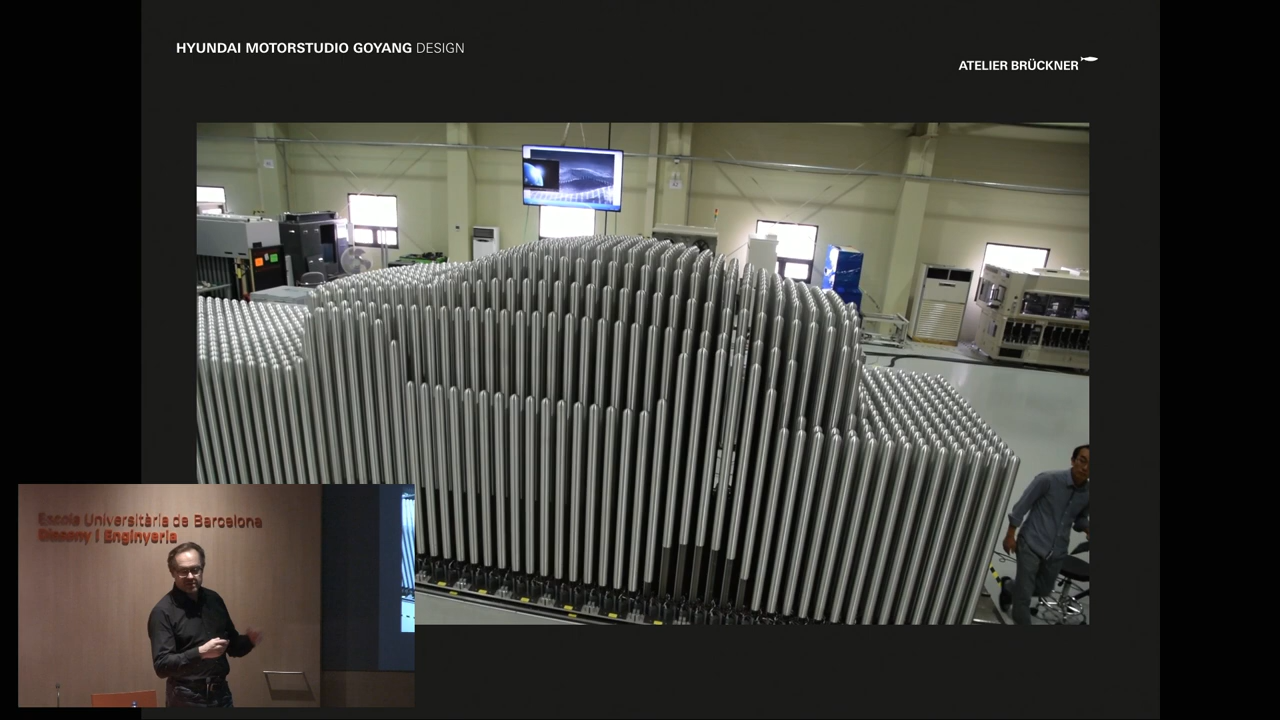 HYUNDAI MOTORSTUDIO GOYANG DESIGN
ATELIER BRÜCKNER
Escola Universitària de Barcelona
Disseny i Enginyeria